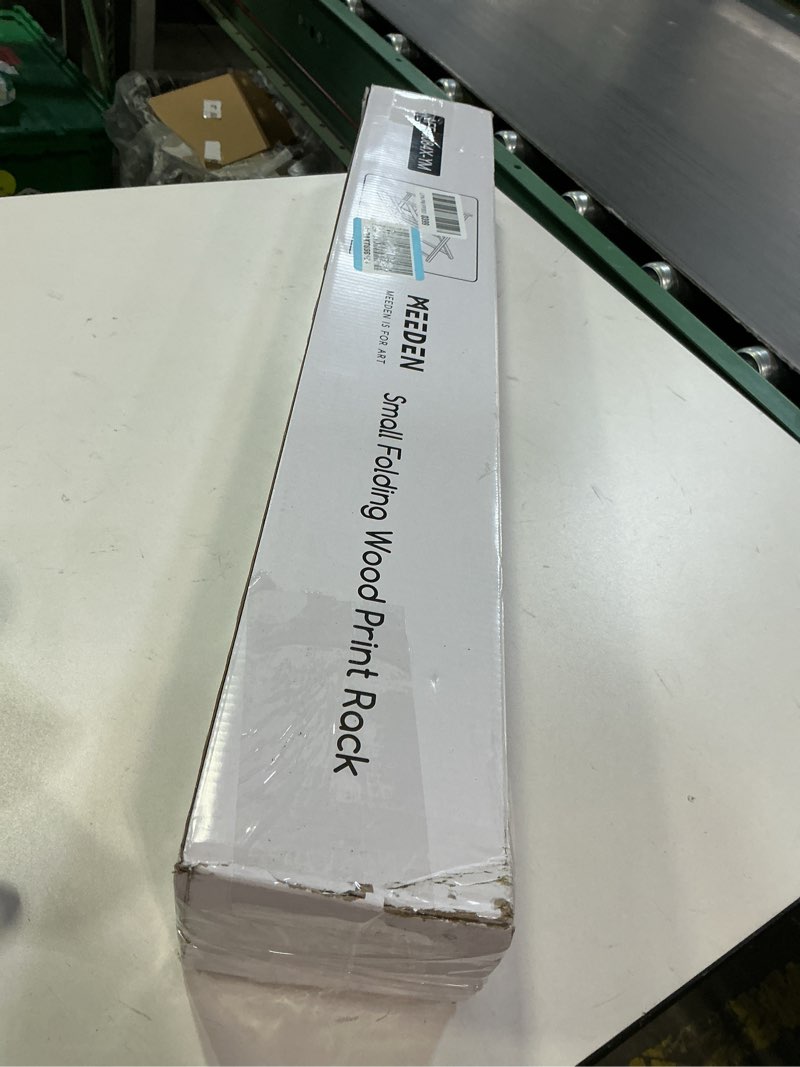 MEEDEN
MEEDEN IS FOR ART
Small Folding Wood Print Rack